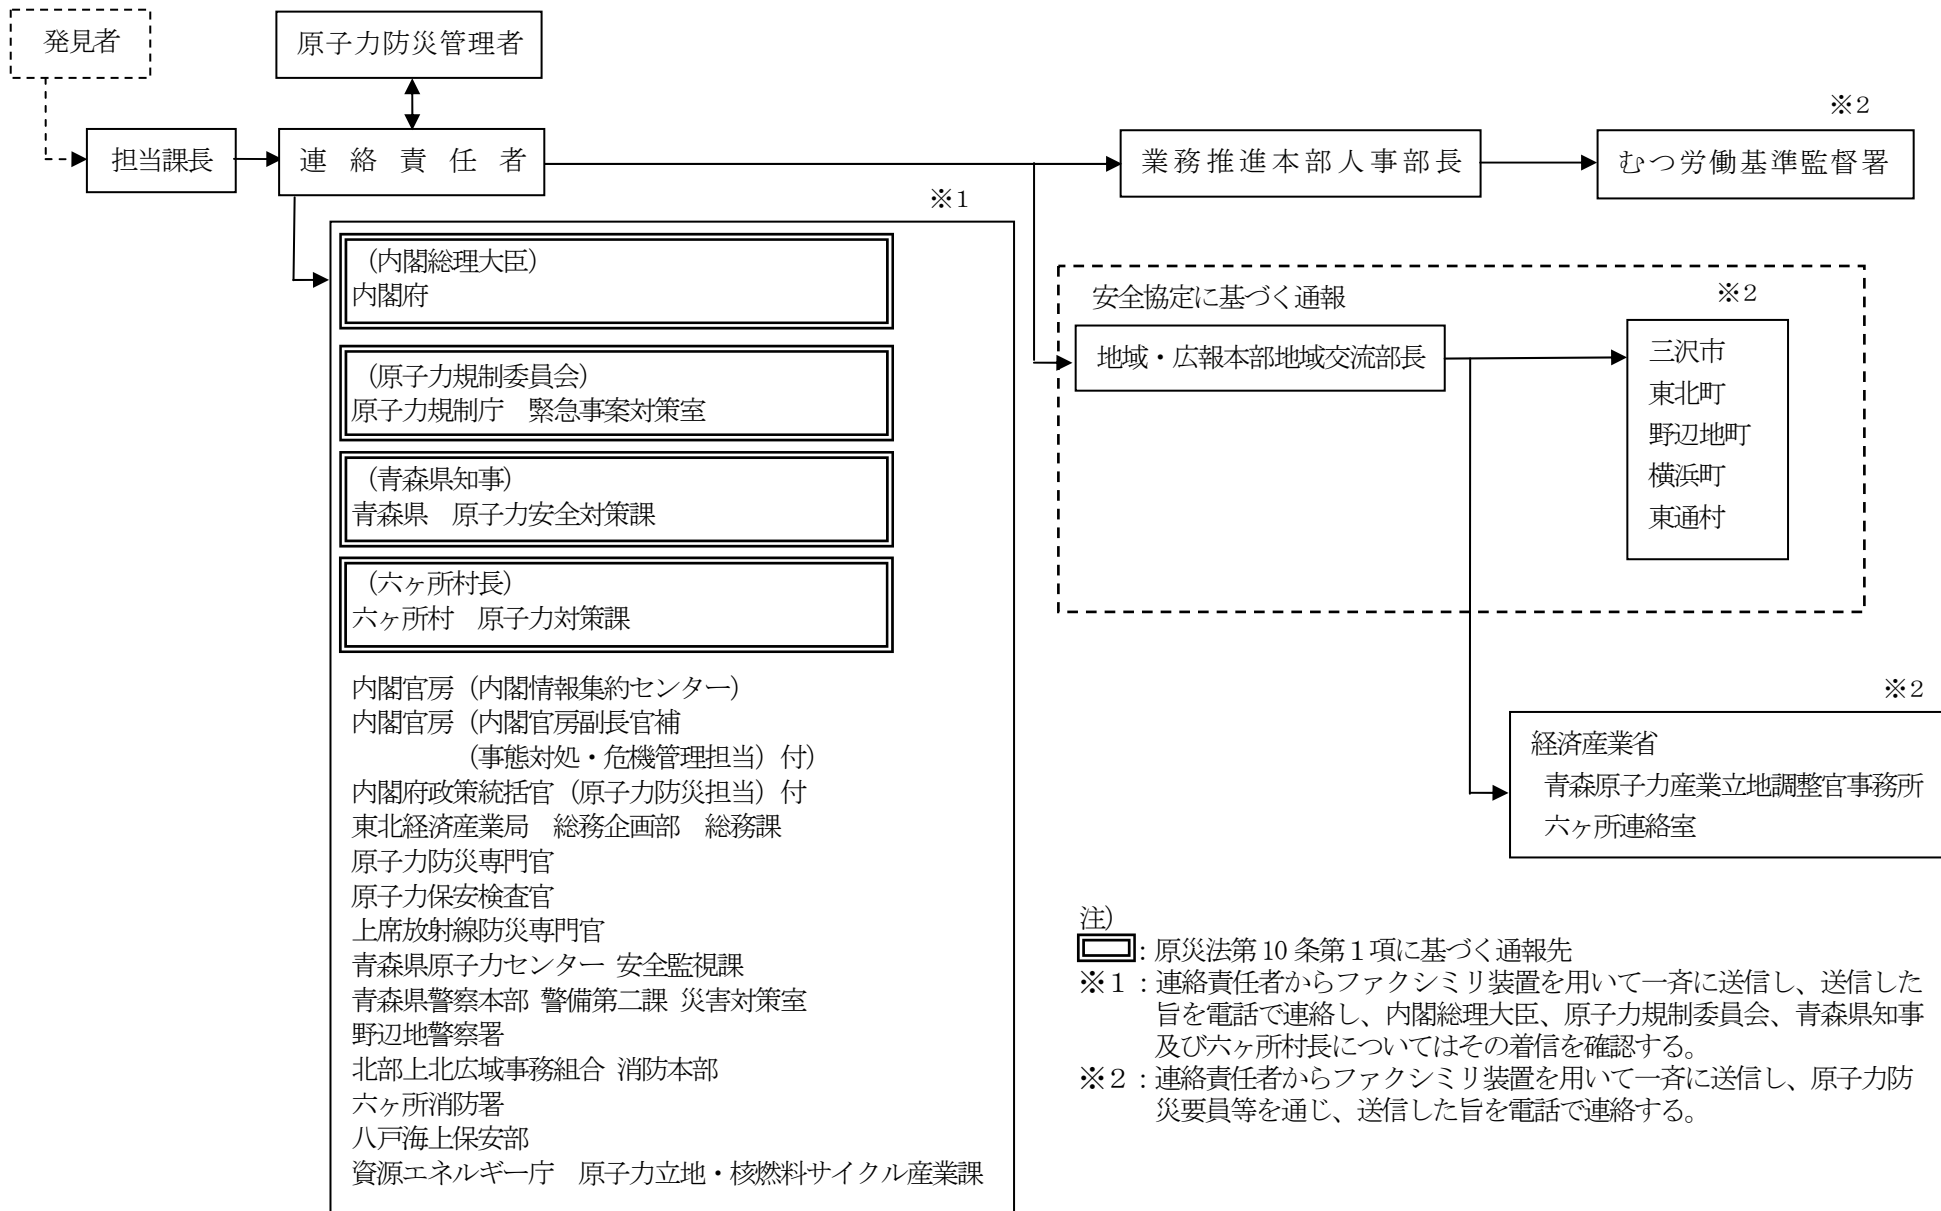 発見者
原子力防災管理者
※2
担当課長
連絡責任者
業務推進本部人事部長
むつ労働基準監督署
※1
(内閣総理大臣)
内閣府
(原子力規制委員会)
原子力規制庁　緊急事案対策室
(青森県知事)
青森県　原子力安全対策課
(六ヶ所村長)
六ヶ所村　原子力対策課
内閣官房(内閣情報集約センター)
内閣官房(内閣官房副長官補
(事態対処・危機管理担当)付)
内閣府政策統括官(原子力防災担当)付
東北経済産業局　総務企画部　総務課
原子力防災専門官
原子力保安検査官
上席放射線防災専門官
青森県原子力センター 安全監視課
青森県警察本部 警備第二課 災害対策室
野辺地警察署
北部上北広域事務組合 消防本部
六ヶ所消防署
八戸海上保安部
資源エネルギー庁　原子力立地・核燃料サイクル産業課
安全協定に基づく通報
※2
地域・広報本部地域交流部長
三沢市
東北町
野辺地町
横浜町
東通村
※2
経済産業省
青森原子力産業立地調整官事務所
六ヶ所連絡室
注)
：原災法第10条第1項に基づく通報先
※1：連絡責任者からファクシミリ装置を用いて一斉に送信し、送信した
旨を電話で連絡し、内閣総理大臣、原子力規制委員会、青森県知事
及び六ヶ所村長についてはその着信を確認する。
※2：連絡責任者からファクシミリ装置を用いて一斉に送信し、原子力防
災要員等を通じ、送信した旨を電話で連絡する。